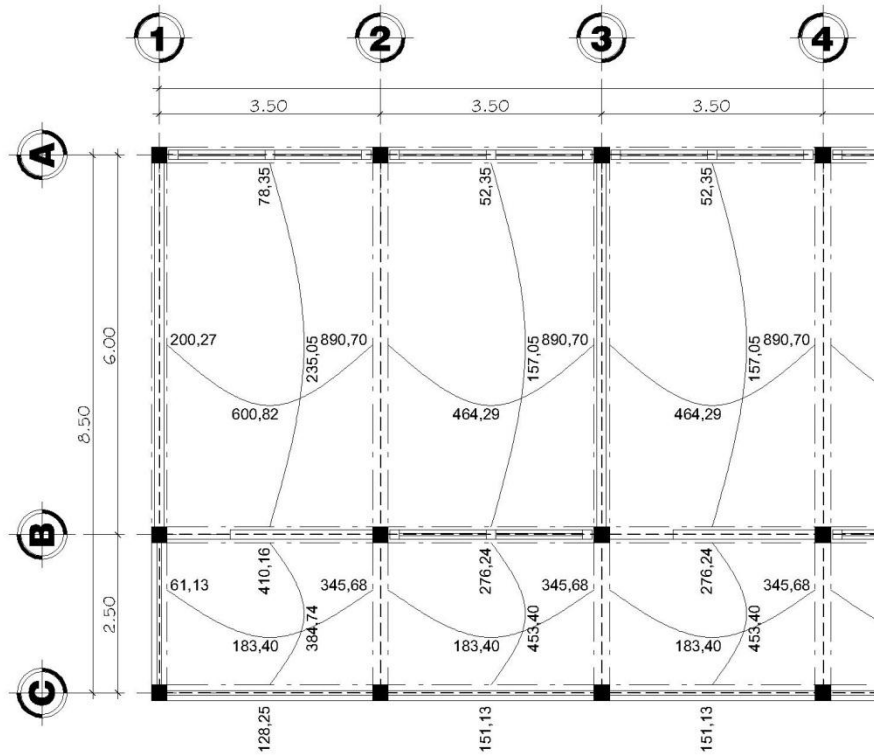 1 2 3 4
3.50 3.50 3.50
A
78,35 52,35 52,35
6.00
200,27 235,05 890,70 157,05 890,70 157,05 890,70
600,82 464,29 464,29
8.50
B
410,16 276,24 276,24
2.50
61,13 384,74 345,68 453,40 345,68 453,40 345,68
183,40 183,40 183,40
C
128,25 151,13 151,13